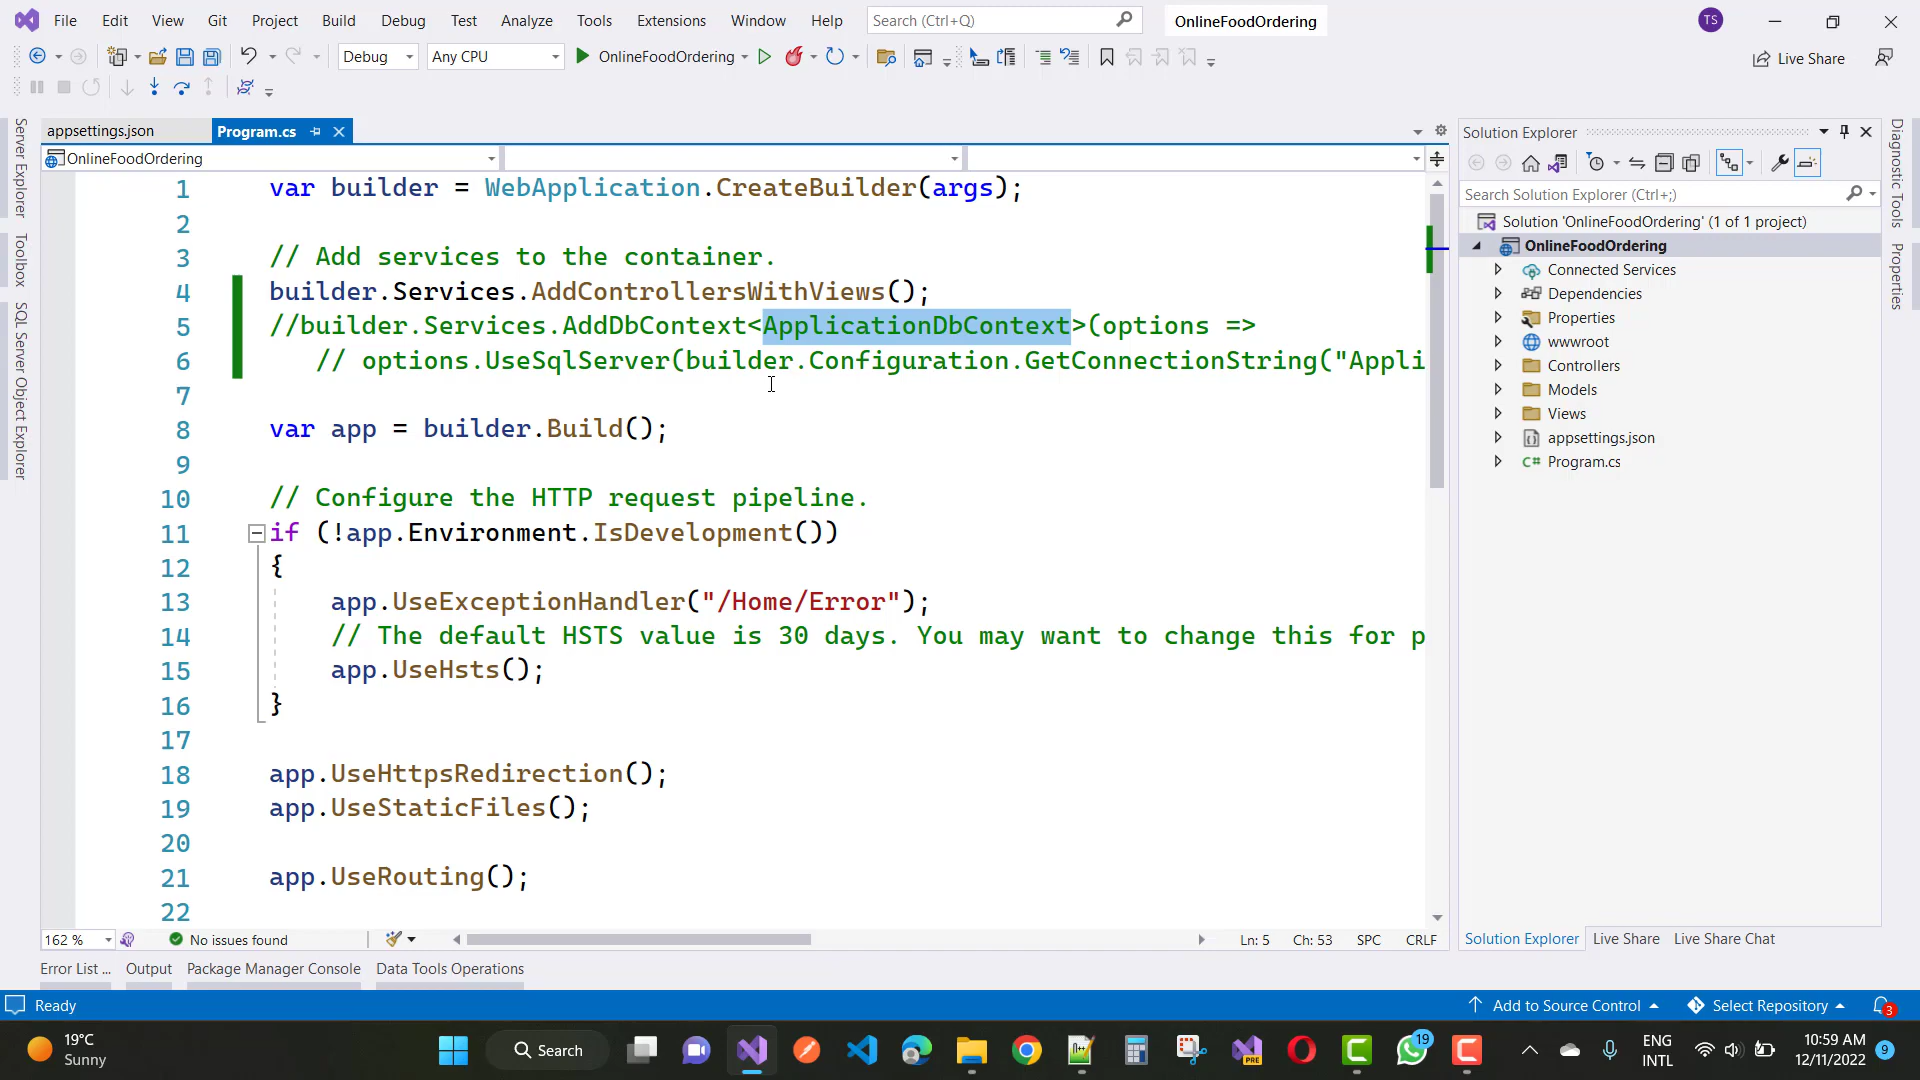 File Edit View Git Project Build Debug Test Analyze Tools Extensions Window Help Search (Ctrl+Q) OnlineFoodOrdering TS
Debug Any CPU OnlineFoodOrdering Live Share
appsettings.json Program.cs
OnlineFoodOrdering
Server Explorer
Toolbox
SQL Server Object Explorer
1 var builder = WebApplication.CreateBuilder(args);
2
3 // Add services to the container.
4 builder.Services.AddControllersWithViews();
5 //builder.Services.AddDbContext<ApplicationDbContext>(options =>
6 // options.UseSqlServer(builder.Configuration.GetConnectionString("Appli
7
8 var app = builder.Build();
9
10 // Configure the HTTP request pipeline.
11 if (!app.Environment.IsDevelopment())
12 {
13 app.UseExceptionHandler("/Home/Error");
14 // The default HSTS value is 30 days. You may want to change this for p
15 app.UseHsts();
16 }
17
18 app.UseHttpsRedirection();
19 app.UseStaticFiles();
20
21 app.UseRouting();
22
162 % No issues found Ln: 5 Ch: 53 SPC CRLF
Solution Explorer
Search Solution Explorer (Ctrl+;)
Solution 'OnlineFoodOrdering' (1 of 1 project)
OnlineFoodOrdering
Connected Services
Dependencies
Properties
wwwroot
Controllers
Models
Views
appsettings.json
C# Program.cs
Solution Explorer Live Share Live Share Chat
Diagnostic Tools
Properties
Error List ... Output Package Manager Console Data Tools Operations
Ready Add to Source Control Select Repository 3
19°C
Sunny
Search
PRE
19
ENG
INTL
10:59 AM
12/11/2022
9